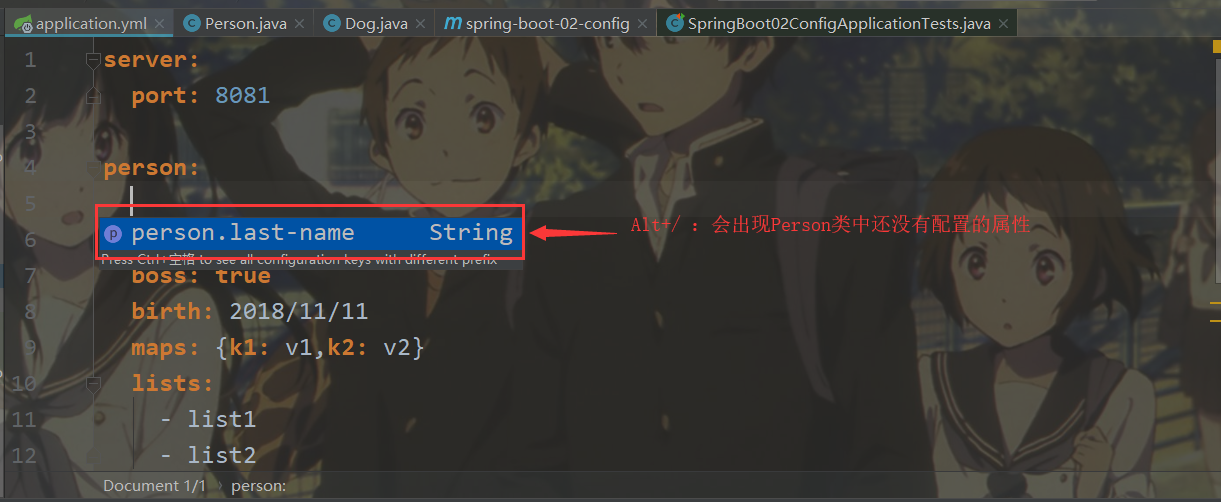 application.yml
Person.java
Dog.java
spring-boot-02-config
SpringBoot02ConfigApplicationTests.java
1 server:
2 port: 8081
3
4 person:
5
6 person.last-name String
Alt+/ ：会出现Person类中还没有配置的属性
Press Ctrl+空格 to see all configuration keys with different prefix
7 boss: true
8 birth: 2018/11/11
9 maps: {k1: v1,k2: v2}
10 lists:
11 - list1
12 - list2
Document 1/1 person: